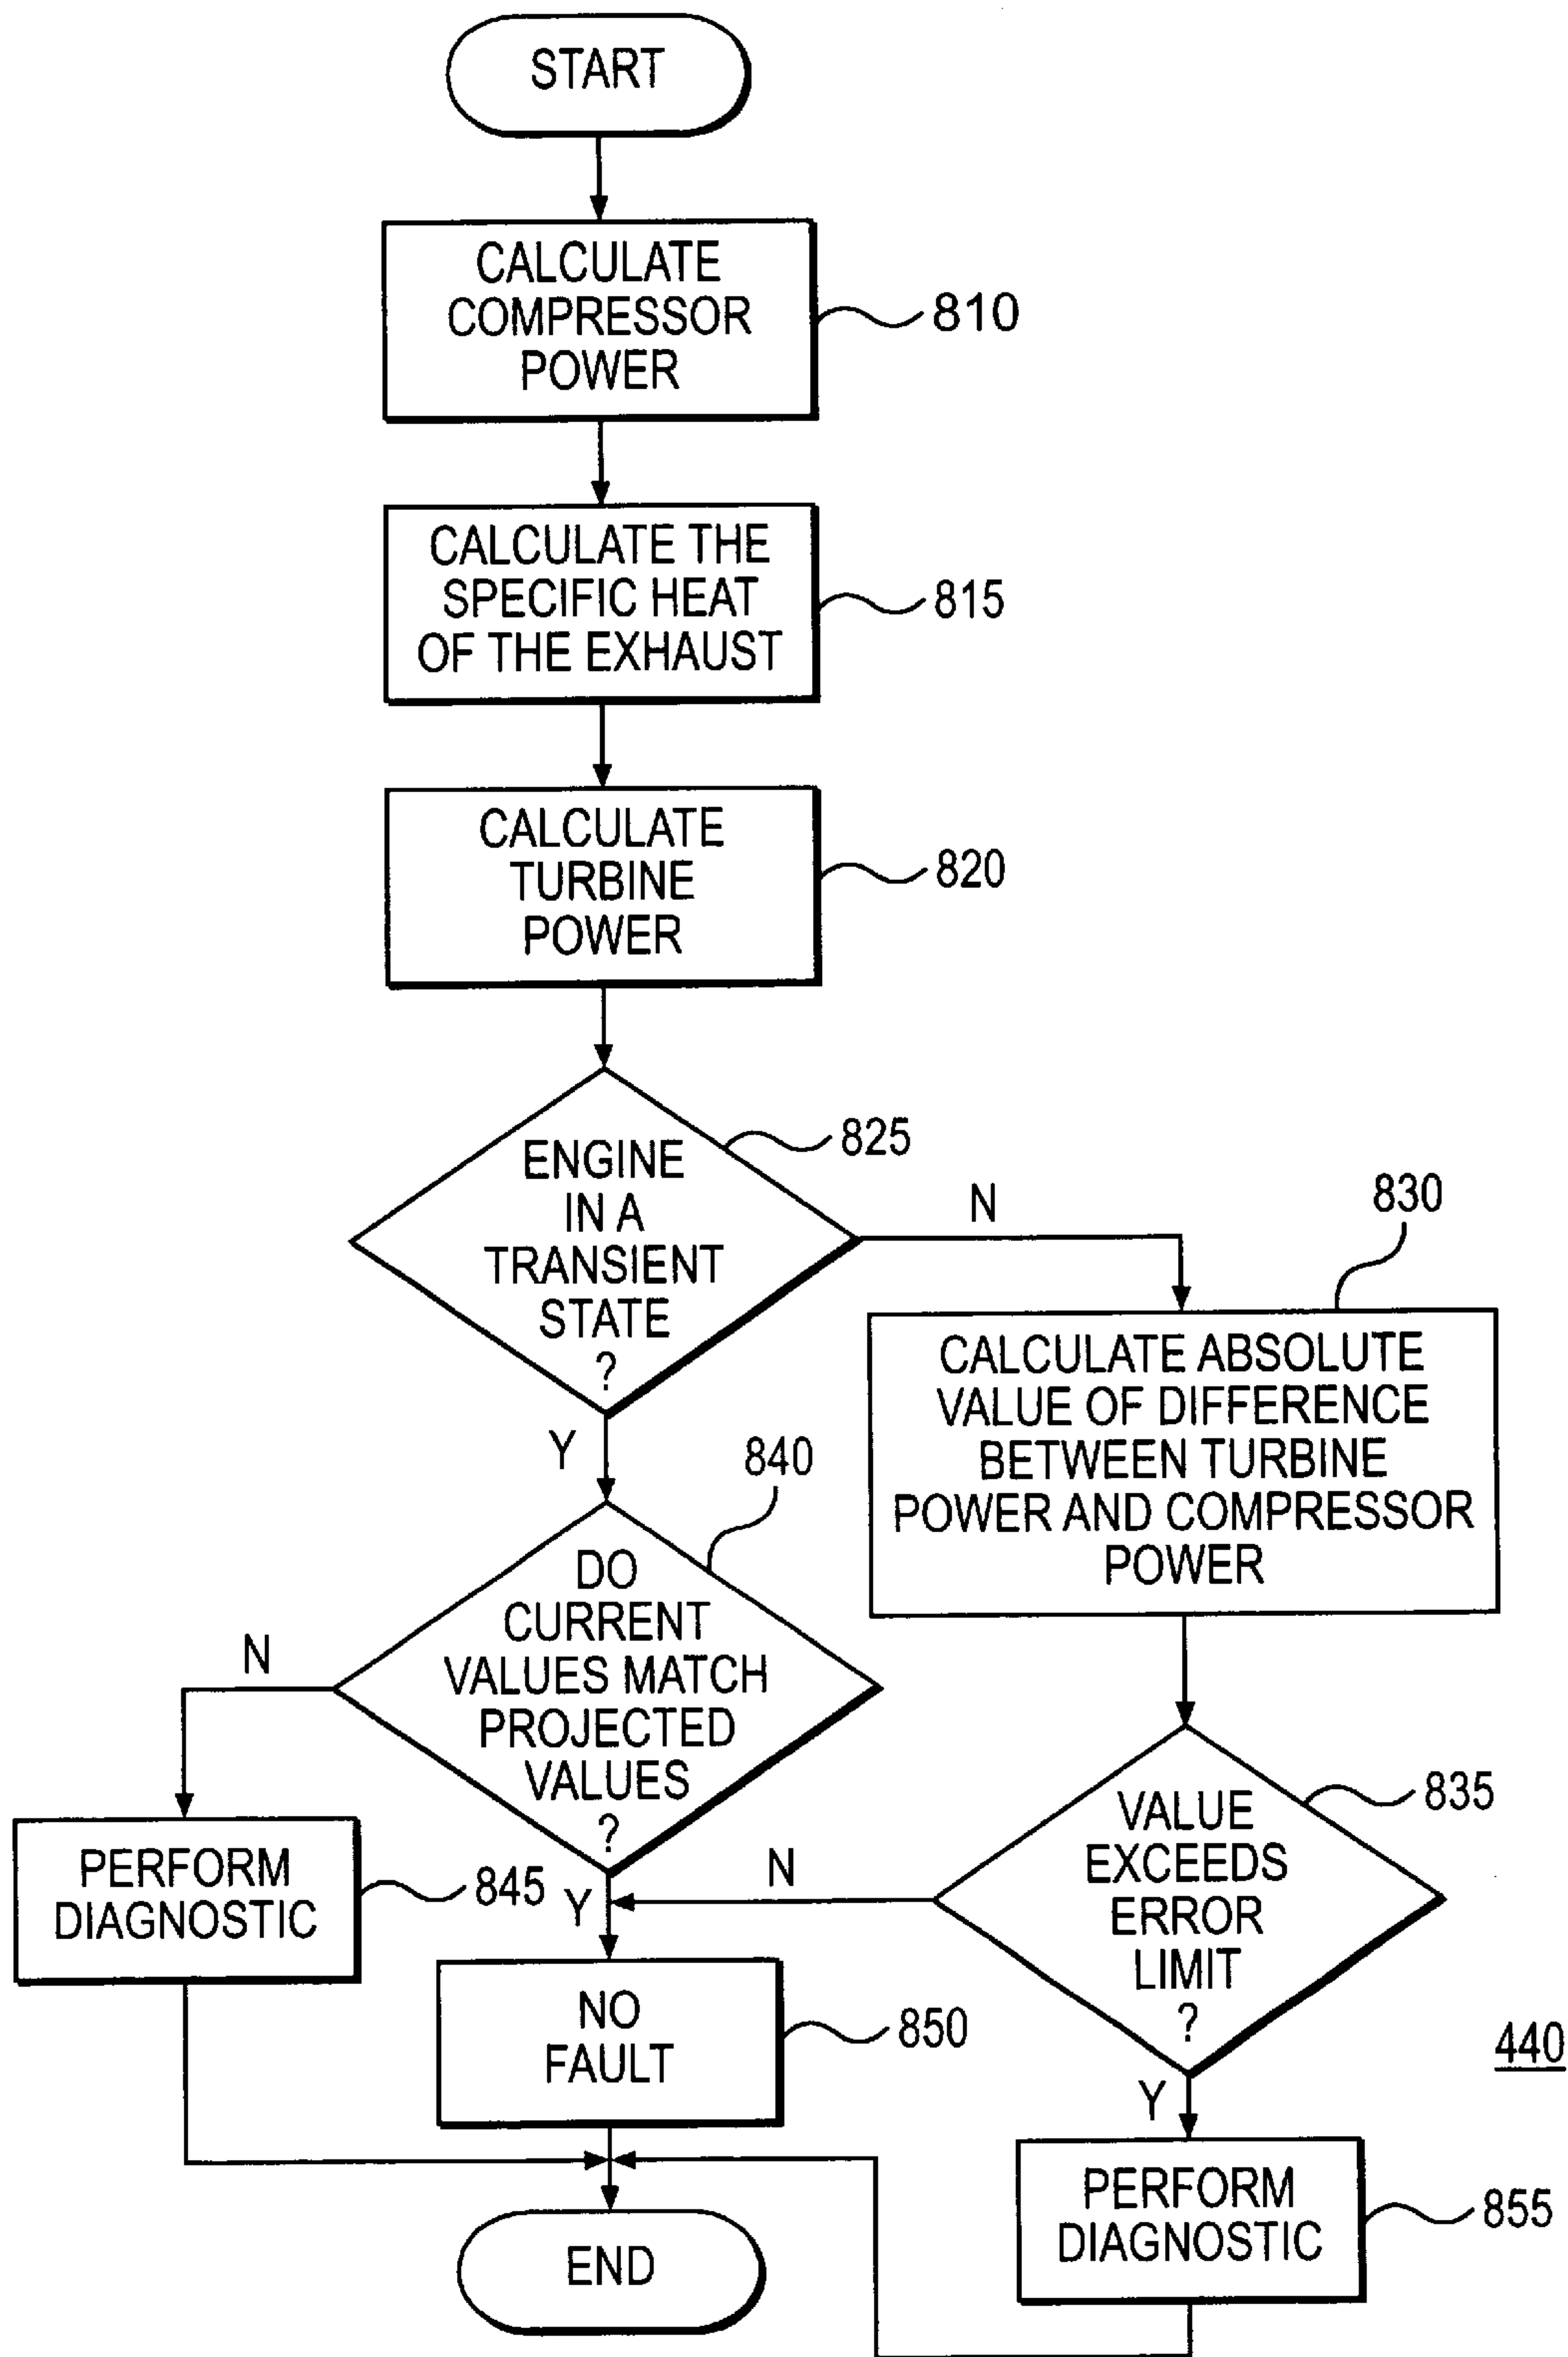 START
CALCULATE
COMPRESSOR
POWER
810
CALCULATE THE
SPECIFIC HEAT
OF THE EXHAUST
815
CALCULATE
TURBINE
POWER
820
ENGINE
IN A
TRANSIENT
STATE
?
825
N
Y
830
CALCULATE ABSOLUTE
VALUE OF DIFFERENCE
BETWEEN TURBINE
POWER AND COMPRESSOR
POWER
840
DO
CURRENT
VALUES MATCH
PROJECTED
VALUES
?
N
Y
PERFORM
DIAGNOSTIC
845
VALUE
EXCEEDS
ERROR
LIMIT
?
835
N
Y
NO
FAULT
850
440
PERFORM
DIAGNOSTIC
855
END